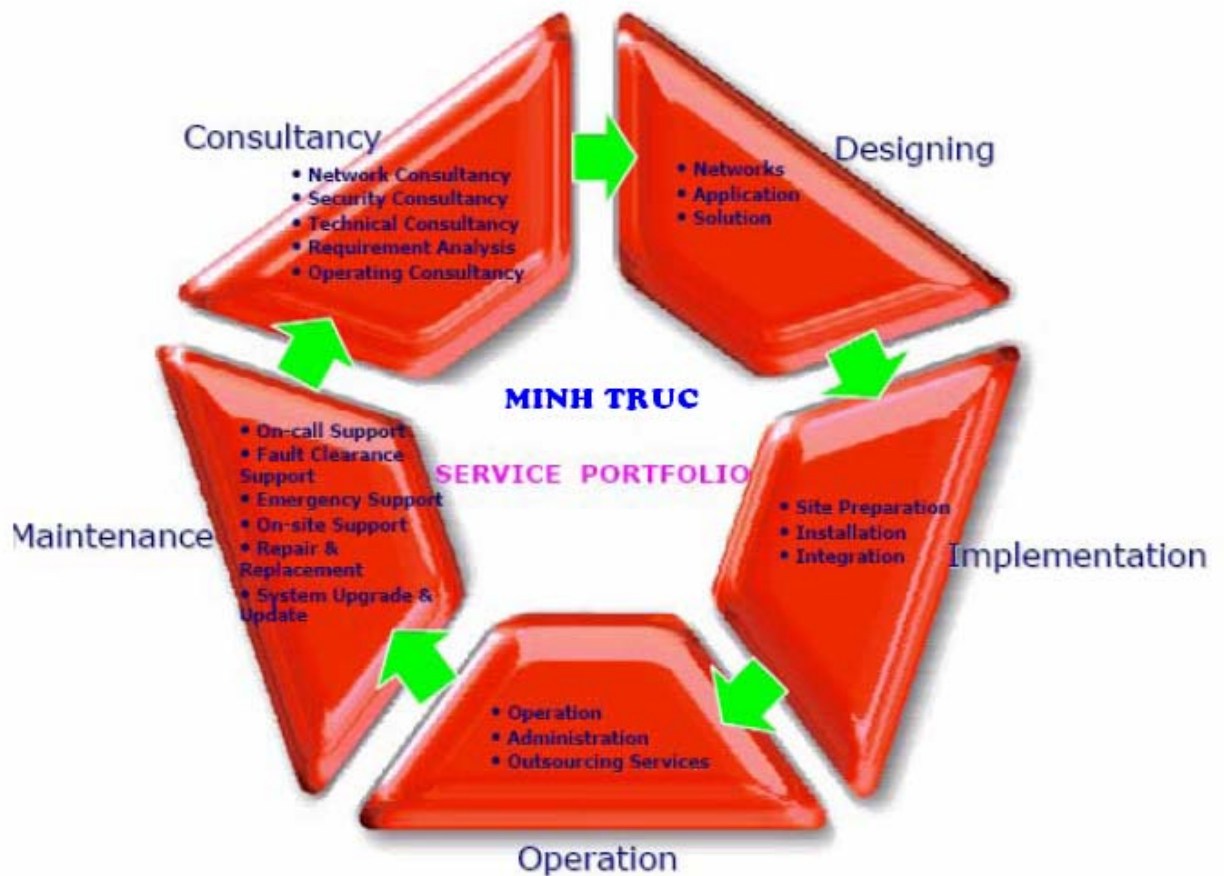 Consultancy
• Network Consultancy
• Security Consultancy
• Technical Consultancy
• Requirement Analysis
• Operating Consultancy
Designing
• Networks
• Application
• Solution
MINH TRUC
SERVICE PORTFOLIO
Maintenance
• On-call Support
• Fault Clearance
Support
• Emergency Support
• On-site Support
• Repair &
Replacement
• System Upgrade &
Update
Implementation
• Site Preparation
• Installation
• Integration
• Operation
• Administration
• Outsourcing Services
Operation